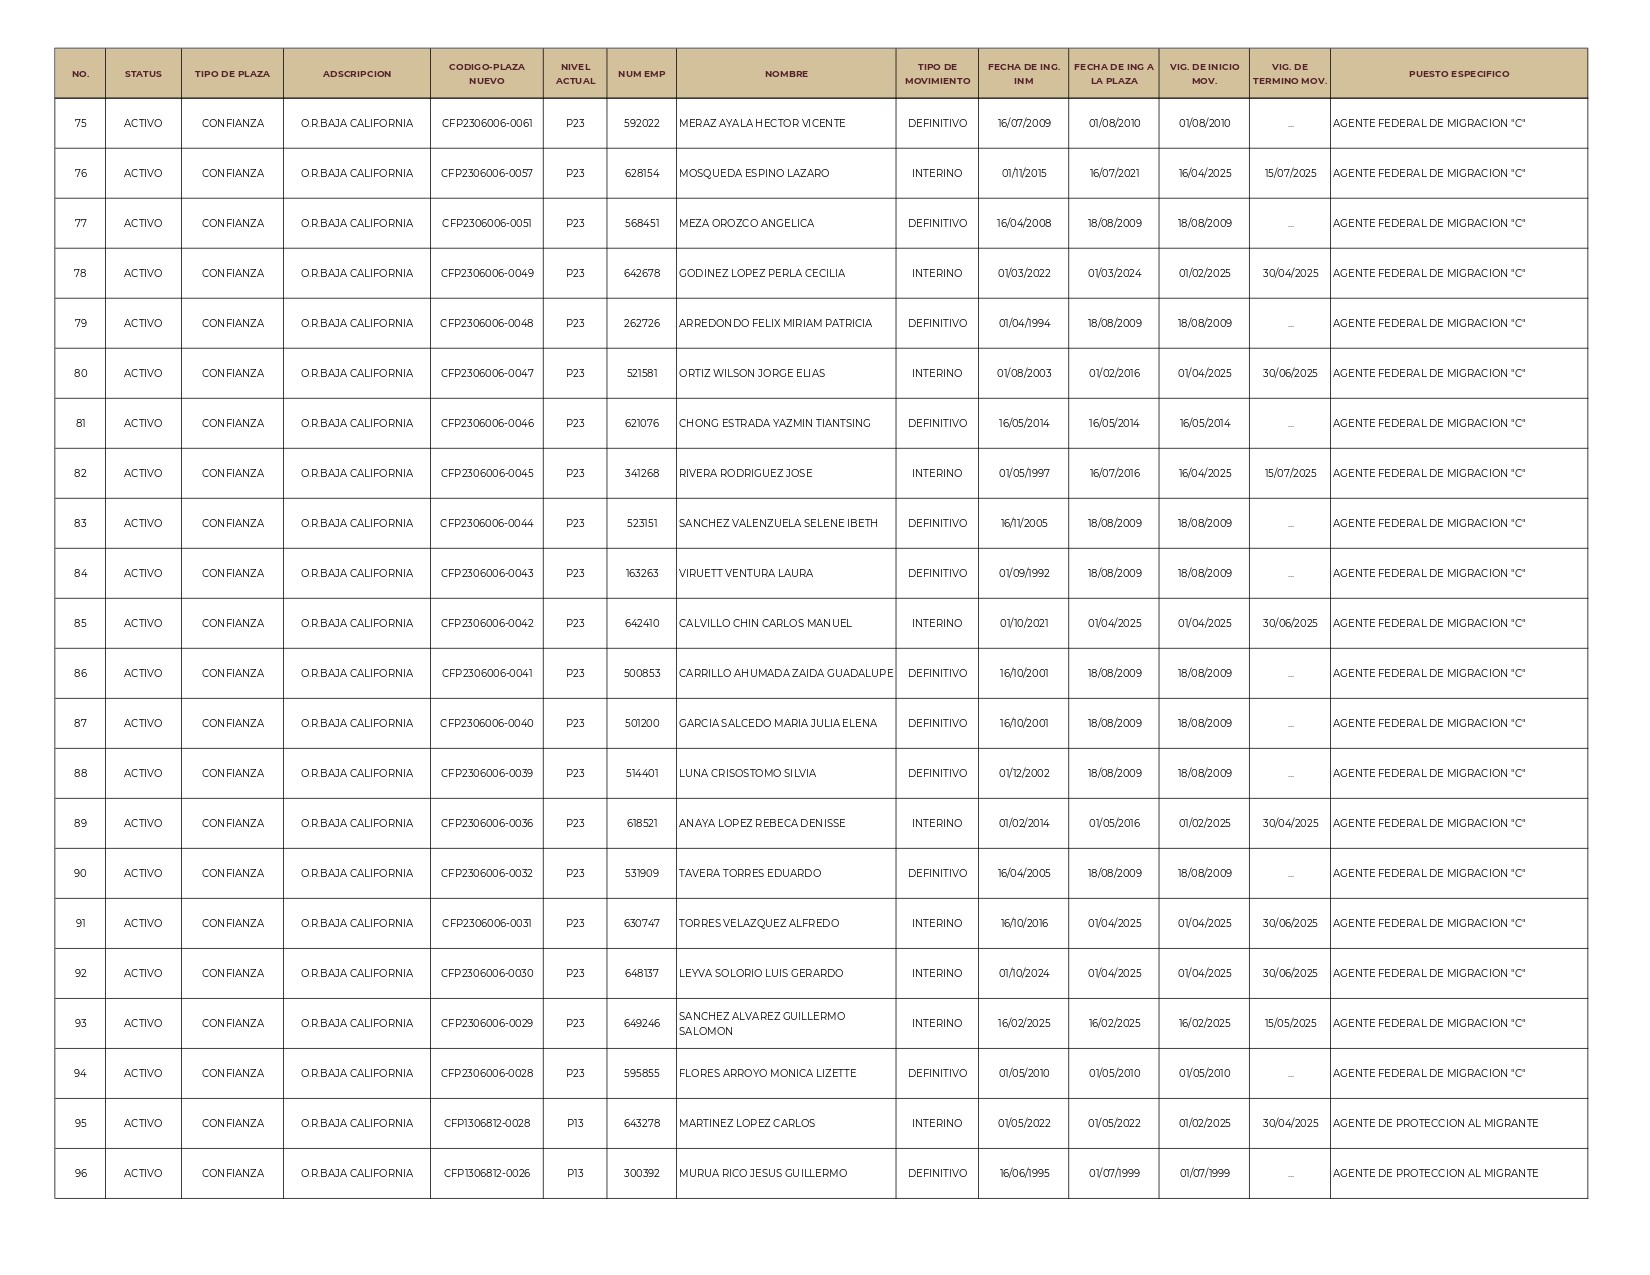 NO. STATUS TIPO DE PLAZA ADSCRIPCION CODIGO-PLAZA NUEVO NIVEL ACTUAL NUM EMP NOMBRE TIPO DE MOVIMIENTO FECHA DE ING. INM FECHA DE ING A LA PLAZA VIG. DE INICIO MOV. VIG. DE TERMINO MOV. PUESTO ESPECIFICO
75 ACTIVO CONFIANZA O.R.BAJA CALIFORNIA CFP2306006-0061 P23 592022 MERAZ AYALA HECTOR VICENTE DEFINITIVO 16/07/2009 01/08/2010 01/08/2010 ... AGENTE FEDERAL DE MIGRACION "C"
76 ACTIVO CONFIANZA O.R.BAJA CALIFORNIA CFP2306006-0057 P23 628154 MOSQUEDA ESPINO LAZARO INTERINO 01/11/2015 16/07/2021 16/04/2025 15/07/2025 AGENTE FEDERAL DE MIGRACION "C"
77 ACTIVO CONFIANZA O.R.BAJA CALIFORNIA CFP2306006-0051 P23 568451 MEZA OROZCO ANGELICA DEFINITIVO 16/04/2008 18/08/2009 18/08/2009 ... AGENTE FEDERAL DE MIGRACION "C"
78 ACTIVO CONFIANZA O.R.BAJA CALIFORNIA CFP2306006-0049 P23 642678 GODINEZ LOPEZ PERLA CECILIA INTERINO 01/03/2022 01/03/2024 01/02/2025 30/04/2025 AGENTE FEDERAL DE MIGRACION "C"
79 ACTIVO CONFIANZA O.R.BAJA CALIFORNIA CFP2306006-0048 P23 262726 ARREDONDO FELIX MIRIAM PATRICIA DEFINITIVO 01/04/1994 18/08/2009 18/08/2009 ... AGENTE FEDERAL DE MIGRACION "C"
80 ACTIVO CONFIANZA O.R.BAJA CALIFORNIA CFP2306006-0047 P23 521581 ORTIZ WILSON JORGE ELIAS INTERINO 01/08/2003 01/02/2016 01/04/2025 30/06/2025 AGENTE FEDERAL DE MIGRACION "C"
81 ACTIVO CONFIANZA O.R.BAJA CALIFORNIA CFP2306006-0046 P23 621076 CHONG ESTRADA YAZMIN TIANTSING DEFINITIVO 16/05/2014 16/05/2014 16/05/2014 ... AGENTE FEDERAL DE MIGRACION "C"
82 ACTIVO CONFIANZA O.R.BAJA CALIFORNIA CFP2306006-0045 P23 341268 RIVERA RODRIGUEZ JOSE INTERINO 01/05/1997 16/07/2016 16/04/2025 15/07/2025 AGENTE FEDERAL DE MIGRACION "C"
83 ACTIVO CONFIANZA O.R.BAJA CALIFORNIA CFP2306006-0044 P23 523151 SANCHEZ VALENZUELA SELENE IBETH DEFINITIVO 16/11/2005 18/08/2009 18/08/2009 ... AGENTE FEDERAL DE MIGRACION "C"
84 ACTIVO CONFIANZA O.R.BAJA CALIFORNIA CFP2306006-0043 P23 163263 VIRUETT VENTURA LAURA DEFINITIVO 01/09/1992 18/08/2009 18/08/2009 ... AGENTE FEDERAL DE MIGRACION "C"
85 ACTIVO CONFIANZA O.R.BAJA CALIFORNIA CFP2306006-0042 P23 642410 CALVILLO CHIN CARLOS MANUEL INTERINO 01/10/2021 01/04/2025 01/04/2025 30/06/2025 AGENTE FEDERAL DE MIGRACION "C"
86 ACTIVO CONFIANZA O.R.BAJA CALIFORNIA CFP2306006-0041 P23 500853 CARRILLO AHUMADA ZAIDA GUADALUPE DEFINITIVO 16/10/2001 18/08/2009 18/08/2009 ... AGENTE FEDERAL DE MIGRACION "C"
87 ACTIVO CONFIANZA O.R.BAJA CALIFORNIA CFP2306006-0040 P23 501200 GARCIA SALCEDO MARIA JULIA ELENA DEFINITIVO 16/10/2001 18/08/2009 18/08/2009 ... AGENTE FEDERAL DE MIGRACION "C"
88 ACTIVO CONFIANZA O.R.BAJA CALIFORNIA CFP2306006-0039 P23 514401 LUNA CRISOSTOMO SILVIA DEFINITIVO 01/12/2002 18/08/2009 18/08/2009 ... AGENTE FEDERAL DE MIGRACION "C"
89 ACTIVO CONFIANZA O.R.BAJA CALIFORNIA CFP2306006-0036 P23 618521 ANAYA LOPEZ REBECA DENISSE INTERINO 01/02/2014 01/05/2016 01/02/2025 30/04/2025 AGENTE FEDERAL DE MIGRACION "C"
90 ACTIVO CONFIANZA O.R.BAJA CALIFORNIA CFP2306006-0032 P23 531909 TAVERA TORRES EDUARDO DEFINITIVO 16/04/2005 18/08/2009 18/08/2009 ... AGENTE FEDERAL DE MIGRACION "C"
91 ACTIVO CONFIANZA O.R.BAJA CALIFORNIA CFP2306006-0031 P23 630747 TORRES VELAZQUEZ ALFREDO INTERINO 16/10/2016 01/04/2025 01/04/2025 30/06/2025 AGENTE FEDERAL DE MIGRACION "C"
92 ACTIVO CONFIANZA O.R.BAJA CALIFORNIA CFP2306006-0030 P23 648137 LEYVA SOLORIO LUIS GERARDO INTERINO 01/10/2024 01/04/2025 01/04/2025 30/06/2025 AGENTE FEDERAL DE MIGRACION "C"
93 ACTIVO CONFIANZA O.R.BAJA CALIFORNIA CFP2306006-0029 P23 649246 SANCHEZ ALVAREZ GUILLERMO SALOMON INTERINO 16/02/2025 16/02/2025 16/02/2025 15/05/2025 AGENTE FEDERAL DE MIGRACION "C"
94 ACTIVO CONFIANZA O.R.BAJA CALIFORNIA CFP2306006-0028 P23 595855 FLORES ARROYO MONICA LIZETTE DEFINITIVO 01/05/2010 01/05/2010 01/05/2010 ... AGENTE FEDERAL DE MIGRACION "C"
95 ACTIVO CONFIANZA O.R.BAJA CALIFORNIA CFP1306812-0028 P13 643278 MARTINEZ LOPEZ CARLOS INTERINO 01/05/2022 01/05/2022 01/02/2025 30/04/2025 AGENTE DE PROTECCION AL MIGRANTE
96 ACTIVO CONFIANZA O.R.BAJA CALIFORNIA CFP1306812-0026 P13 300392 MURUA RICO JESUS GUILLERMO DEFINITIVO 16/06/1995 01/07/1999 01/07/1999 ... AGENTE DE PROTECCION AL MIGRANTE